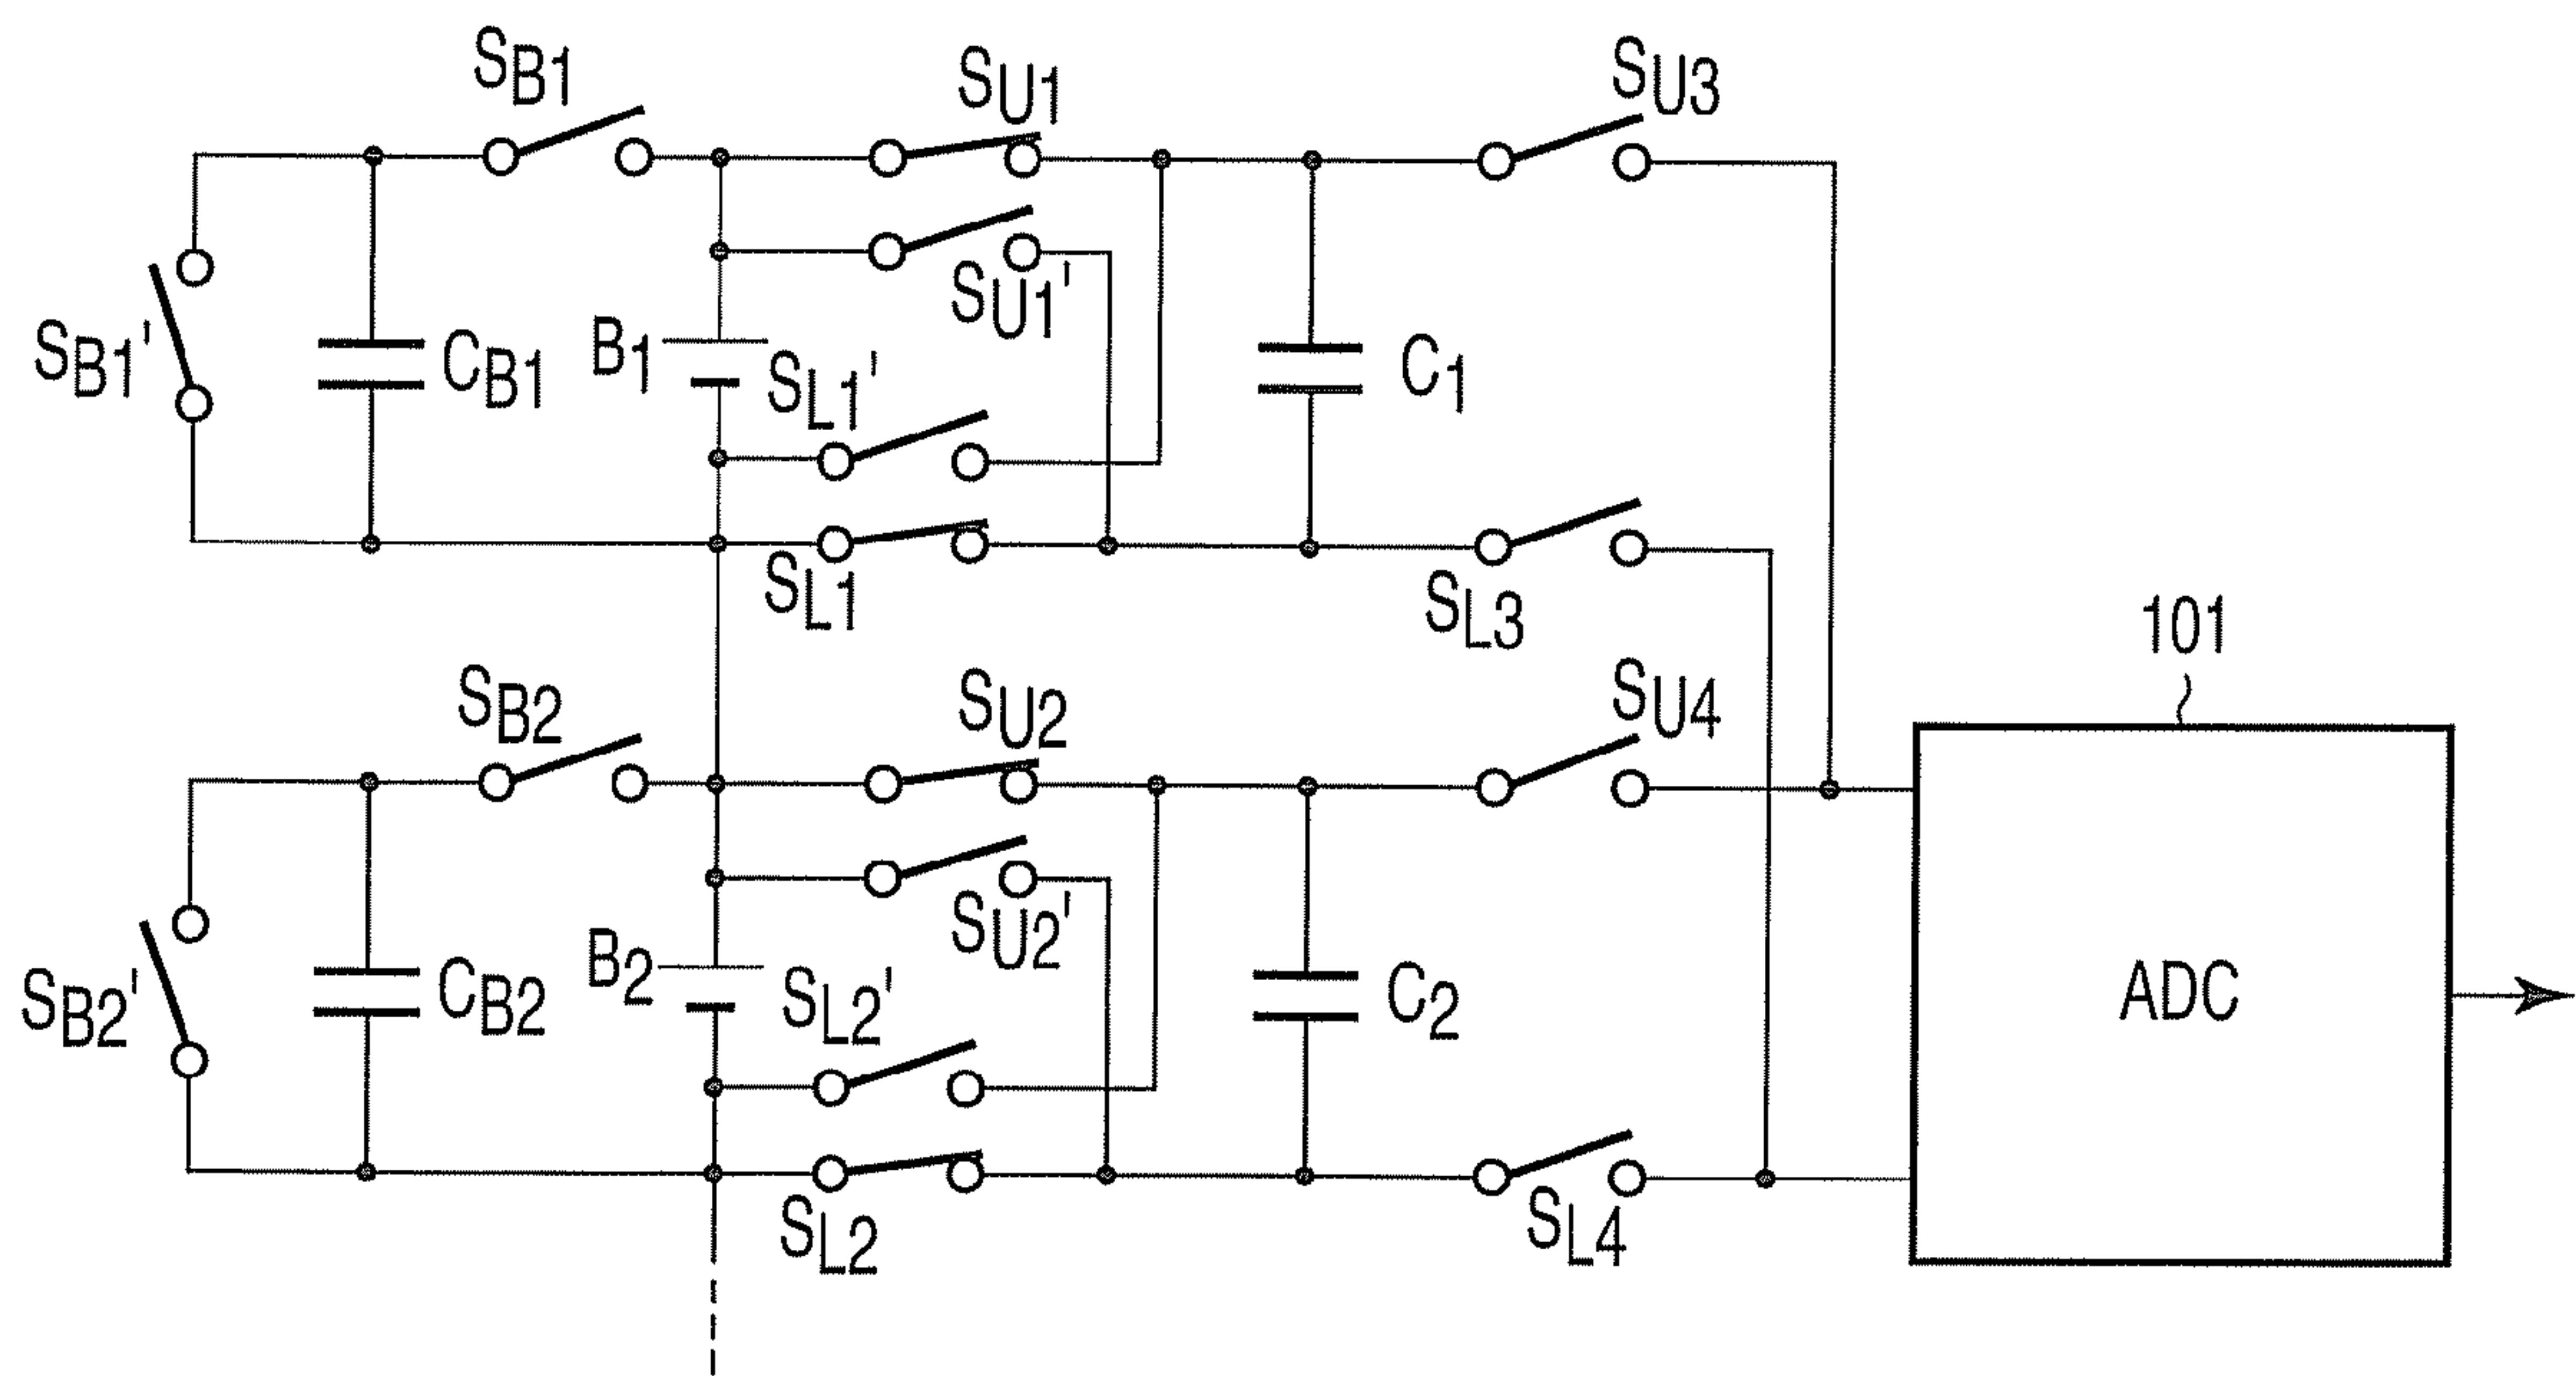 SB1
SU1
SU3
SU1'
SB1'
CB1
B1
SL1'
C1
SL1
SL3
101
SB2
SU2
SU4
SU2'
B2
SB2'
CB2
SL2'
C2
ADC
SL2
SL4